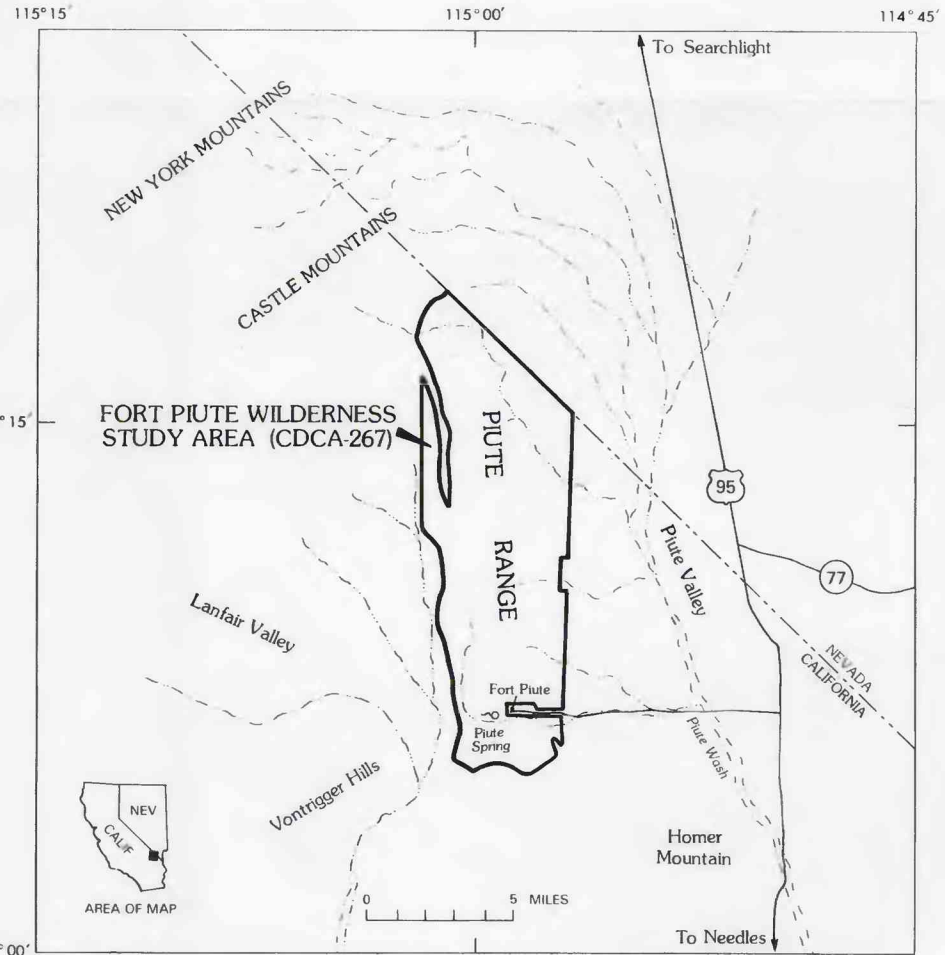 115°15'
115°00'
114°45'
To Searchlight
NEW YORK MOUNTAINS
CASTLE MOUNTAINS
FORT PIUTE WILDERNESS
STUDY AREA (CDCA-267)
°15'
PIUTE
RANGE
95
77
Piute Valley
Lanfair Valley
NEVADA
CALIFORNIA
Fort Piute
Piute
Spring
Piute Wash
Vontrigger Hills
Homer
Mountain
NEV
CALIF
AREA OF MAP
0 5 MILES
°00'
To Needles